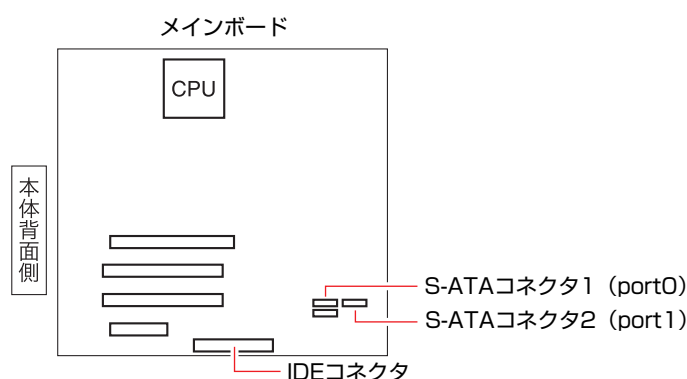 メインボード
CPU
本体背面側
S-ATAコネクタ1（port0）
S-ATAコネクタ2（port1）
IDEコネクタ